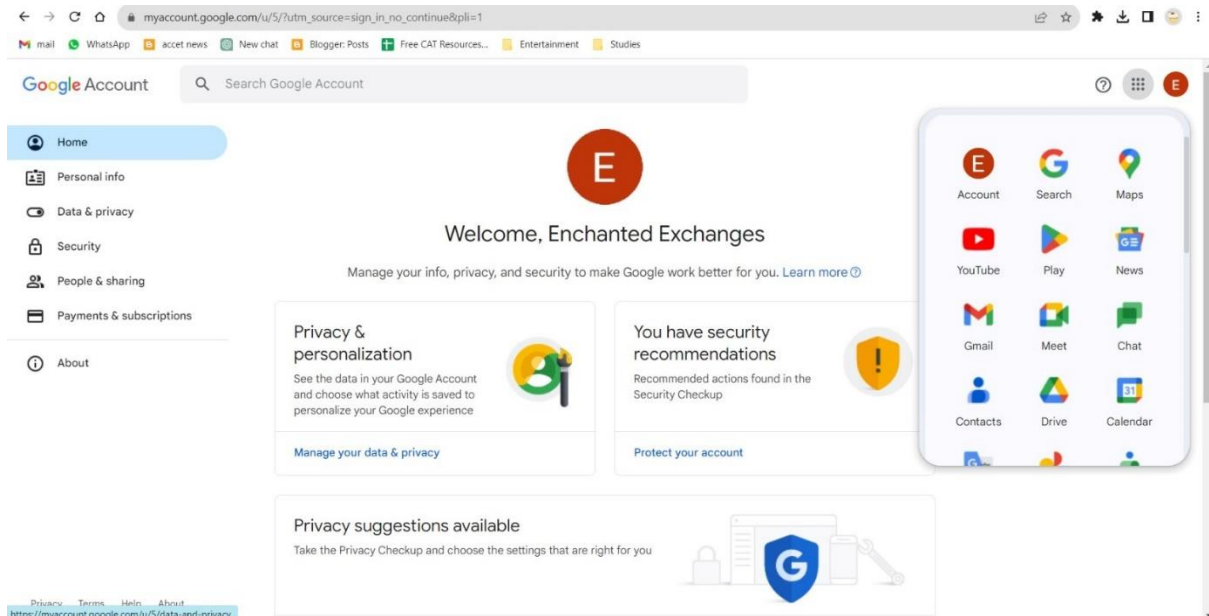 myaccount.google.com/u/5/?utm_source=sign_in_no_continue&pli=1
mail WhatsApp accet news New chat Blogger: Posts Free CAT Resources... Entertainment Studies
Google Account
Search Google Account
E
Home
Personal info
Data & privacy
Security
People & sharing
Payments & subscriptions
About
E
Welcome, Enchanted Exchanges
Manage your info, privacy, and security to make Google work better for you. Learn more
Privacy &
personalization
See the data in your Google Account
and choose what activity is saved to
personalize your Google experience
Manage your data & privacy
You have security
recommendations
Recommended actions found in the
Security Checkup
Protect your account
Privacy suggestions available
Take the Privacy Checkup and choose the settings that are right for you
G
E
Account Search Maps
YouTube Play News
Gmail Meet Chat
31
Contacts Drive Calendar
Privacy Terms Help About
https://myaccount.google.com/u/5/data-and-privacy